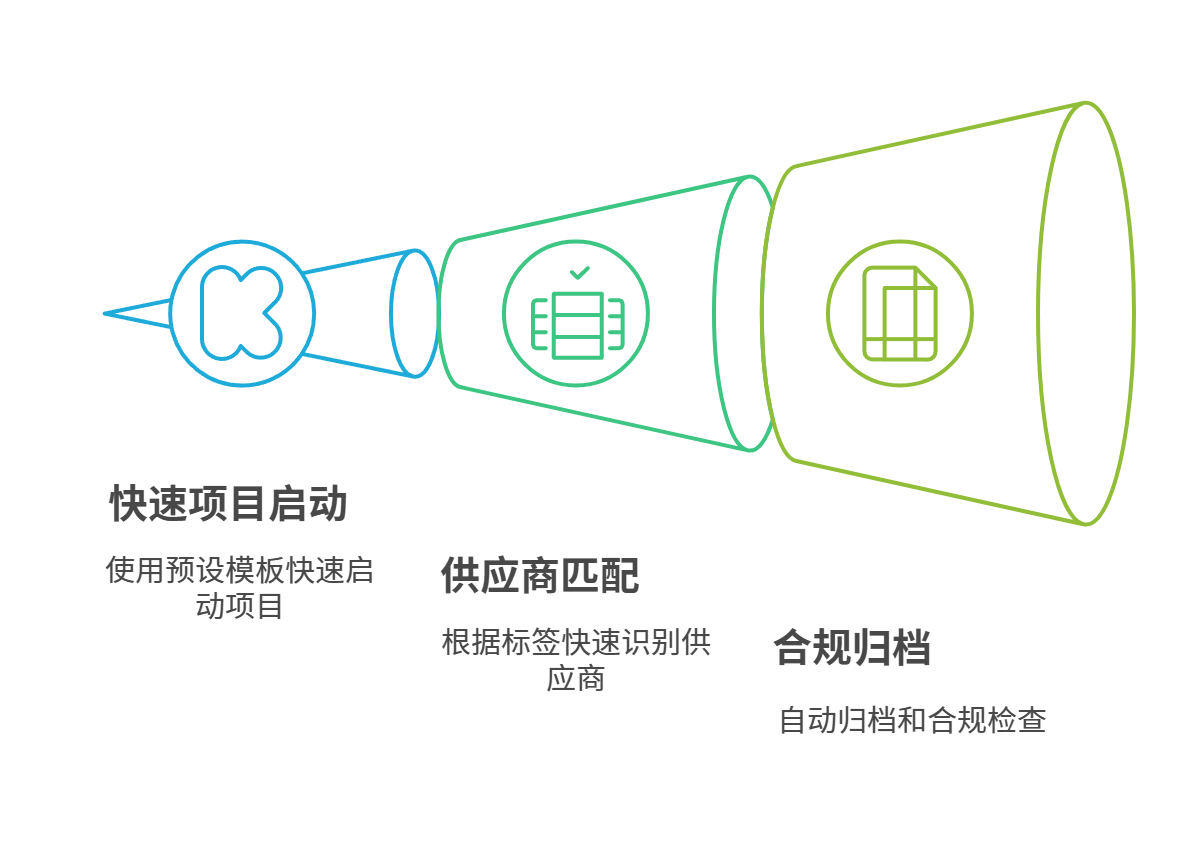 快速项目启动
使用预设模板快速启
动项目
供应商匹配
根据标签快速识别供
应商
合规归档
自动归档和合规检查